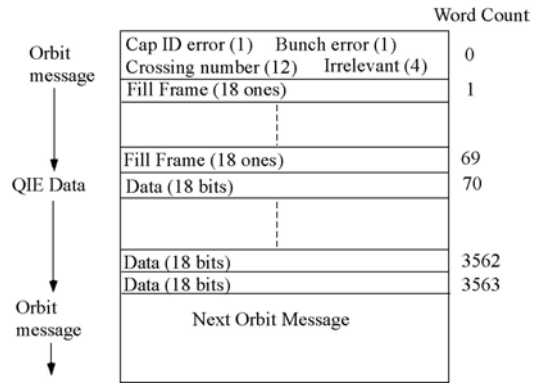 Word Count
Orbit message
Cap ID error (1) Bunch error (1)
Crossing number (12) Irrelevant (4)
0
Fill Frame (18 ones)
1
Fill Frame (18 ones)
69
QIE Data
Data (18 bits)
70
Data (18 bits)
3562
Data (18 bits)
3563
Orbit message
Next Orbit Message